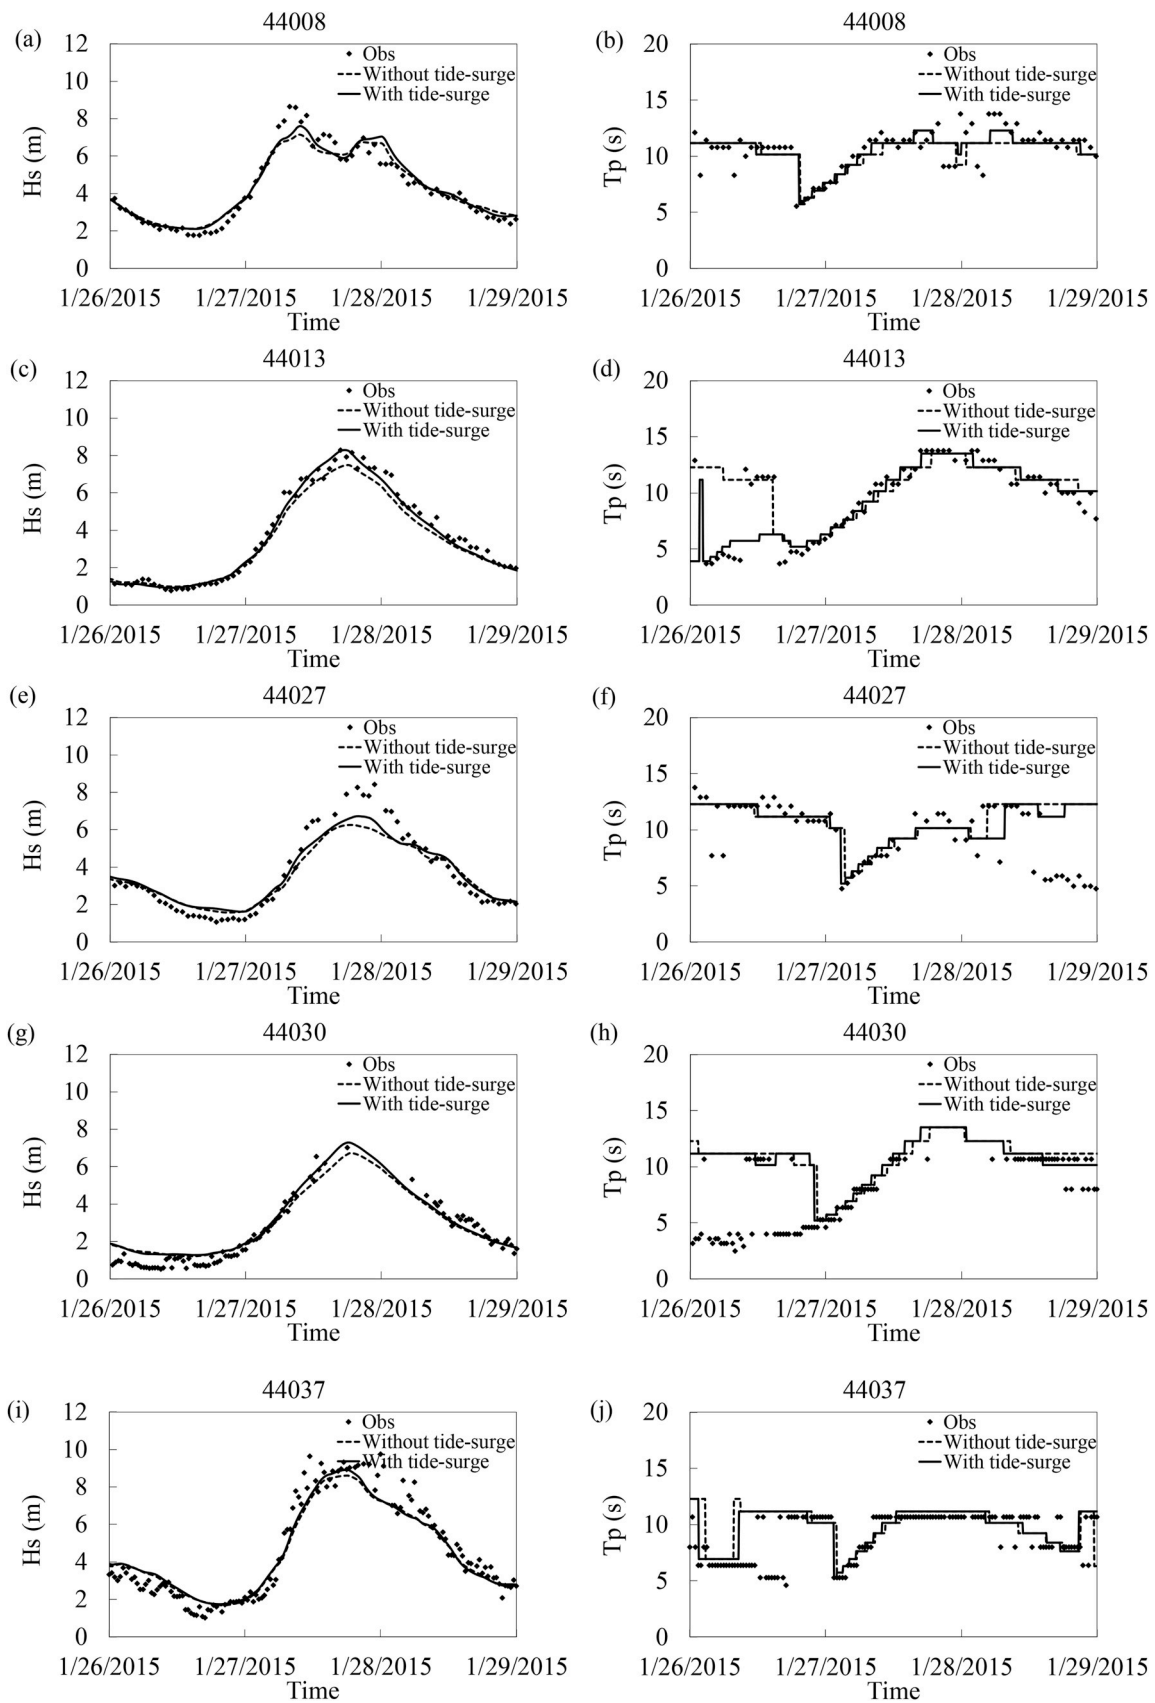 44008
(a)
12
10
8
6
4
2
0
Hs (m)
Obs
Without tide-surge
With tide-surge
1/26/2015 1/27/2015 1/28/2015 1/29/2015
Time
44008
(b)
20
15
10
5
0
Tp (s)
Obs
Without tide-surge
With tide-surge
1/26/2015 1/27/2015 1/28/2015 1/29/2015
Time
44013
(c)
12
10
8
6
4
2
0
Hs (m)
Obs
Without tide-surge
With tide-surge
1/26/2015 1/27/2015 1/28/2015 1/29/2015
Time
44013
(d)
20
15
10
5
0
Tp (s)
Obs
Without tide-surge
With tide-surge
1/26/2015 1/27/2015 1/28/2015 1/29/2015
Time
44027
(e)
12
10
8
6
4
2
0
Hs (m)
Obs
Without tide-surge
With tide-surge
1/26/2015 1/27/2015 1/28/2015 1/29/2015
Time
44027
(f)
20
15
10
5
0
Tp (s)
Obs
Without tide-surge
With tide-surge
1/26/2015 1/27/2015 1/28/2015 1/29/2015
Time
44030
(g)
12
10
8
6
4
2
0
Hs (m)
Obs
Without tide-surge
With tide-surge
1/26/2015 1/27/2015 1/28/2015 1/29/2015
Time
44030
(h)
20
15
10
5
0
Tp (s)
Obs
Without tide-surge
With tide-surge
1/26/2015 1/27/2015 1/28/2015 1/29/2015
Time
44037
(i)
12
10
8
6
4
2
0
Hs (m)
Obs
Without tide-surge
With tide-surge
1/26/2015 1/27/2015 1/28/2015 1/29/2015
Time
44037
(j)
20
15
10
5
0
Tp (s)
Obs
Without tide-surge
With tide-surge
1/26/2015 1/27/2015 1/28/2015 1/29/2015
Time